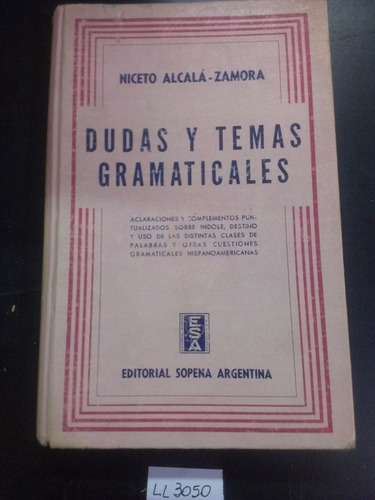 NICETO ALCALÁ-ZAMORA
DUDAS Y TEMAS
GRAMATICALES
ACLARACIONES Y COMPLEMENTOS PUN-
TUALIZADOS SOBRE INDOLE, DESTINO
Y USO DE LAS DISTINTAS CLASES DE
PALABRAS Y OTRAS CUESTIONES
GRAMATICALES HISPANOAMERICANAS
ESA
EDITORIAL SOPENA ARGENTINA
LL3050